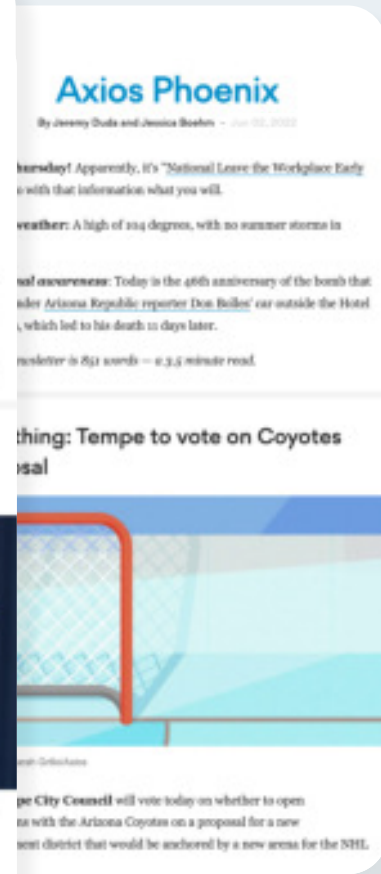 Axios Phoenix
By Jeremy Duda and Jessica Boehm – Jun 02, 2022
hursday! Apparently, it's "National Leave the Workplace Early
with that information what you will.
weather: A high of 104 degrees, with no summer storms in
nal awareness: Today is the 46th anniversary of the bomb that
nder Arizona Republic reporter Don Bolles' car outside the Hotel
, which led to his death 11 days later.
newsletter is 851 words — a 3.5 minute read.
thing: Tempe to vote on Coyotes
osal
pe City Council will vote today on whether to open
ns with the Arizona Coyotes on a proposal for a new
ment district that would be anchored by a new arena for the NHL